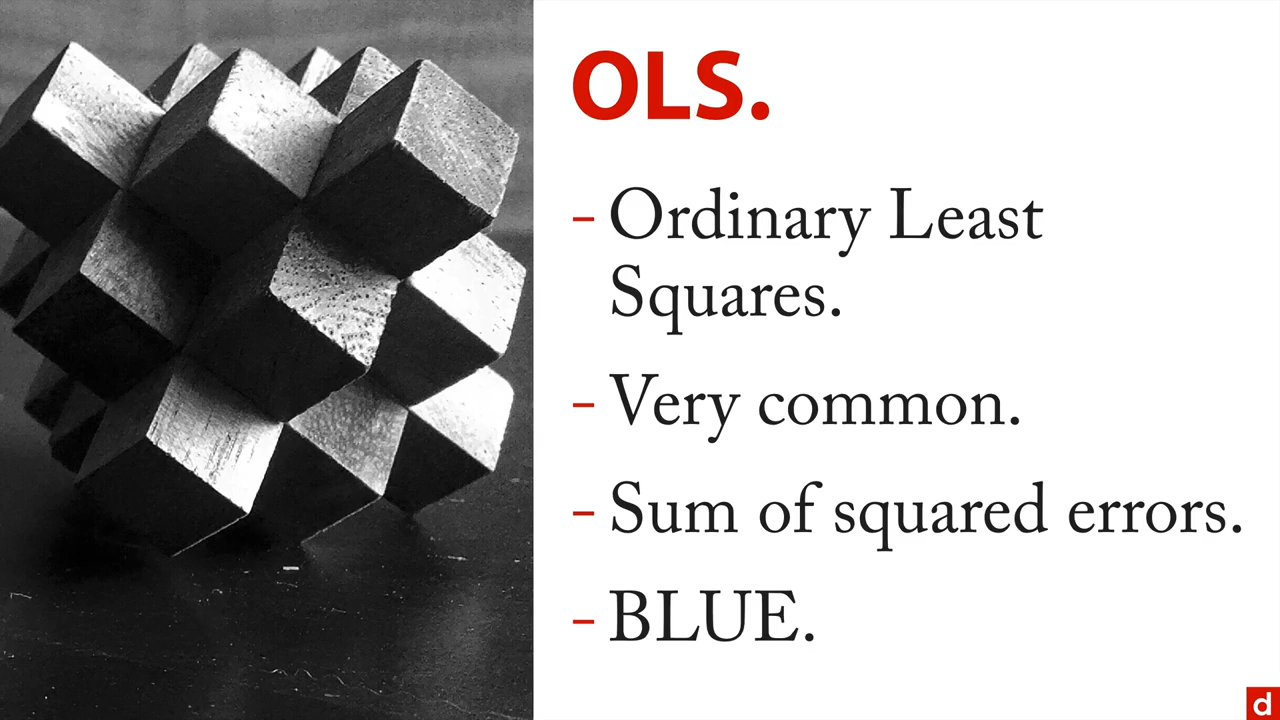 OLS.
- Ordinary Least
Squares.
- Very common.
- Sum of squared errors.
- BLUE.
d